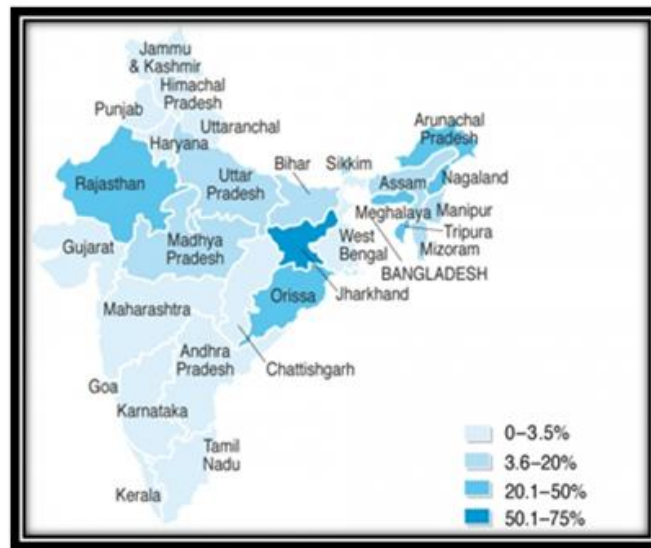 Jammu
& Kashmir
Himachal
Pradesh
Punjab
Uttaranchal
Haryana
Arunachal
Pradesh
Rajasthan
Uttar
Pradesh
Bihar
Sikkim
Assam
Nagaland
Meghalaya
Manipur
Gujarat
Madhya
Pradesh
West
Bengal
Tripura
Mizoram
BANGLADESH
Orissa
Jharkhand
Maharashtra
Andhra
Pradesh
Chattishgarh
Goa
Karnataka
Tamil
Nadu
Kerala
0–3.5%
3.6–20%
20.1–50%
50.1–75%